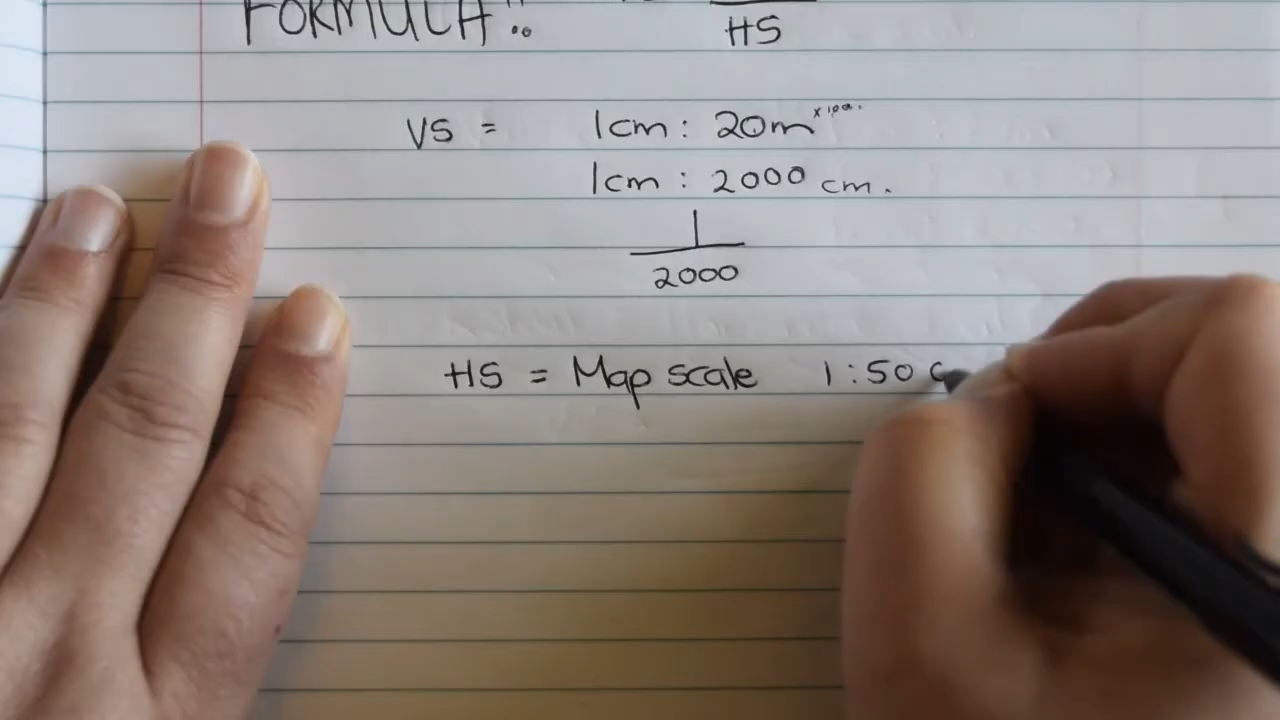 FORMULA!!
HS
VS = 1cm : 20m x100.
1cm : 2000 cm.
1
2000
HS = Map scale 1:50